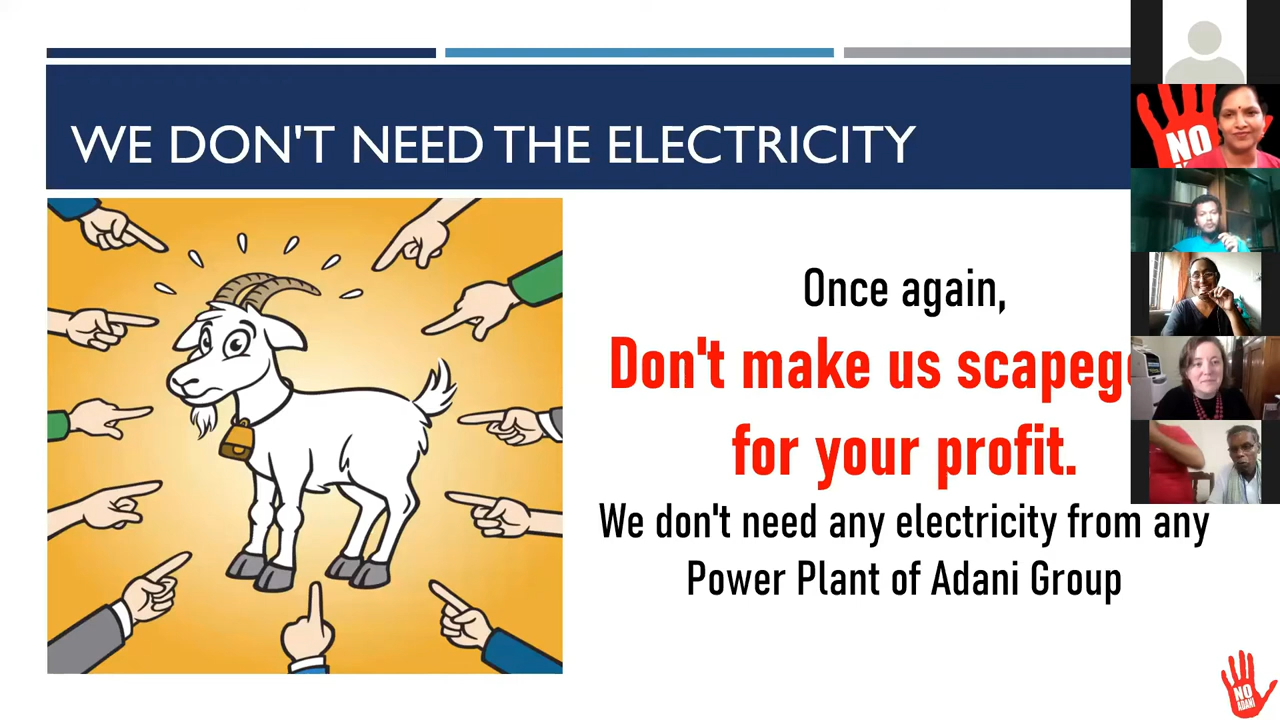 WE DON'T NEED THE ELECTRICITY
Once again,
Don't make us
for your profit.
We don't need any electricity from any
Power Plant of Adani Group
NO
NO
ADANI